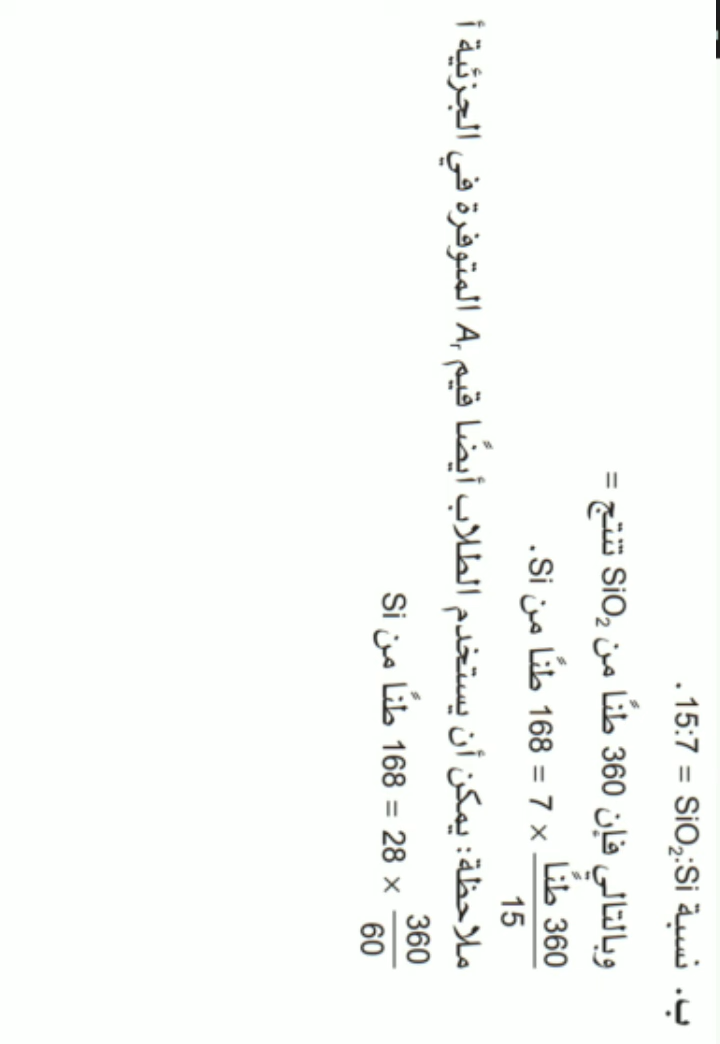 ب. نسبة SiO₂:Si = 15:7 .
وبالتالي فإن 360 طنًا من SiO₂ تنتج =
360 طنًا / 15 × 7 = 168 طنًا من Si.
ملاحظة: يمكن أن يستخدم الطلاب أيضًا قيم Aᵣ المتوفرة في الجزئية أ
360 / 60 × 28 = 168 طنًا من Si